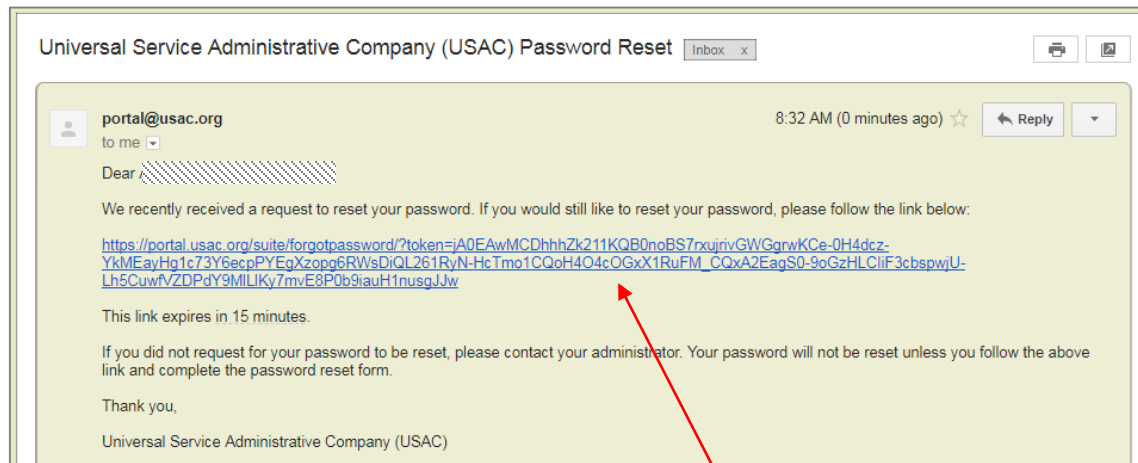 Universal Service Administrative Company (USAC) Password Reset Inbox x
portal@usac.org 8:32 AM (0 minutes ago) Reply
to me
Dear
We recently received a request to reset your password. If you would still like to reset your password, please follow the link below:
https://portal.usac.org/suite/forgotpassword/?token=jA0EAwMCDhhhZk211KQB0noBS7rxujrivGWGgrwKCe-0H4dcz-
YkMEayHg1c73Y6ecpPYEgXzopg6RWsDiQL261RyN-HcTmo1CQoH4O4cOGxX1RuFM_CQxA2EagS0-9oGzHLCIiF3cbspwjU-
Lh5CuwfVZDPdY9MILIKy7mvE8P0b9iauH1nusgJJw
This link expires in 15 minutes.
If you did not request for your password to be reset, please contact your administrator. Your password will not be reset unless you follow the above
link and complete the password reset form.
Thank you,
Universal Service Administrative Company (USAC)